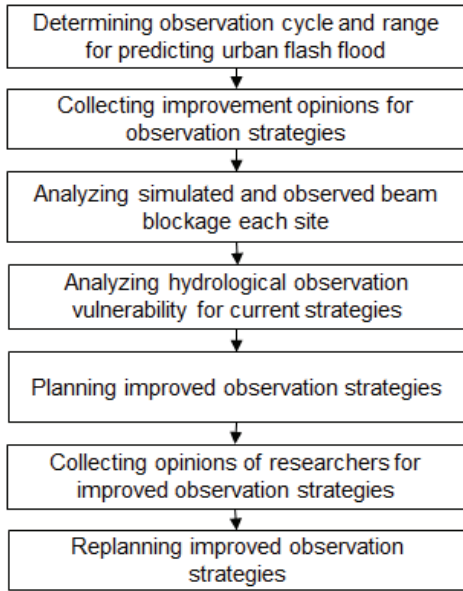 Determining observation cycle and range
for predicting urban flash flood
Collecting improvement opinions for
observation strategies
Analyzing simulated and observed beam
blockage each site
Analyzing hydrological observation
vulnerability for current strategies
Planning improved observation strategies
Collecting opinions of researchers for
improved observation strategies
Replanning improved observation
strategies